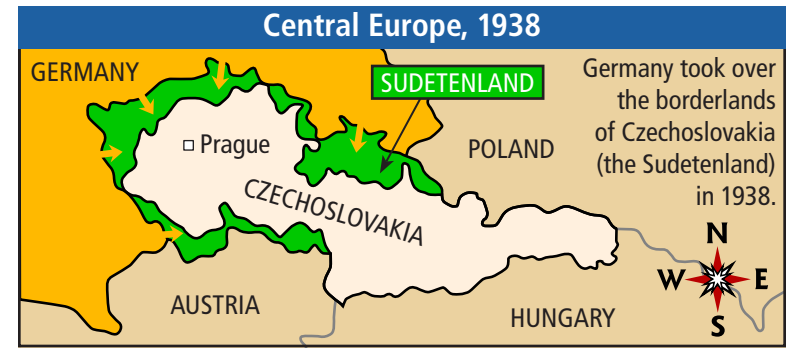 Central Europe, 1938
GERMANY
SUDETENLAND
Germany took over
the borderlands
of Czechoslovakia
(the Sudetenland)
in 1938.
Prague
POLAND
CZECHOSLOVAKIA
N
W
E
S
AUSTRIA
HUNGARY